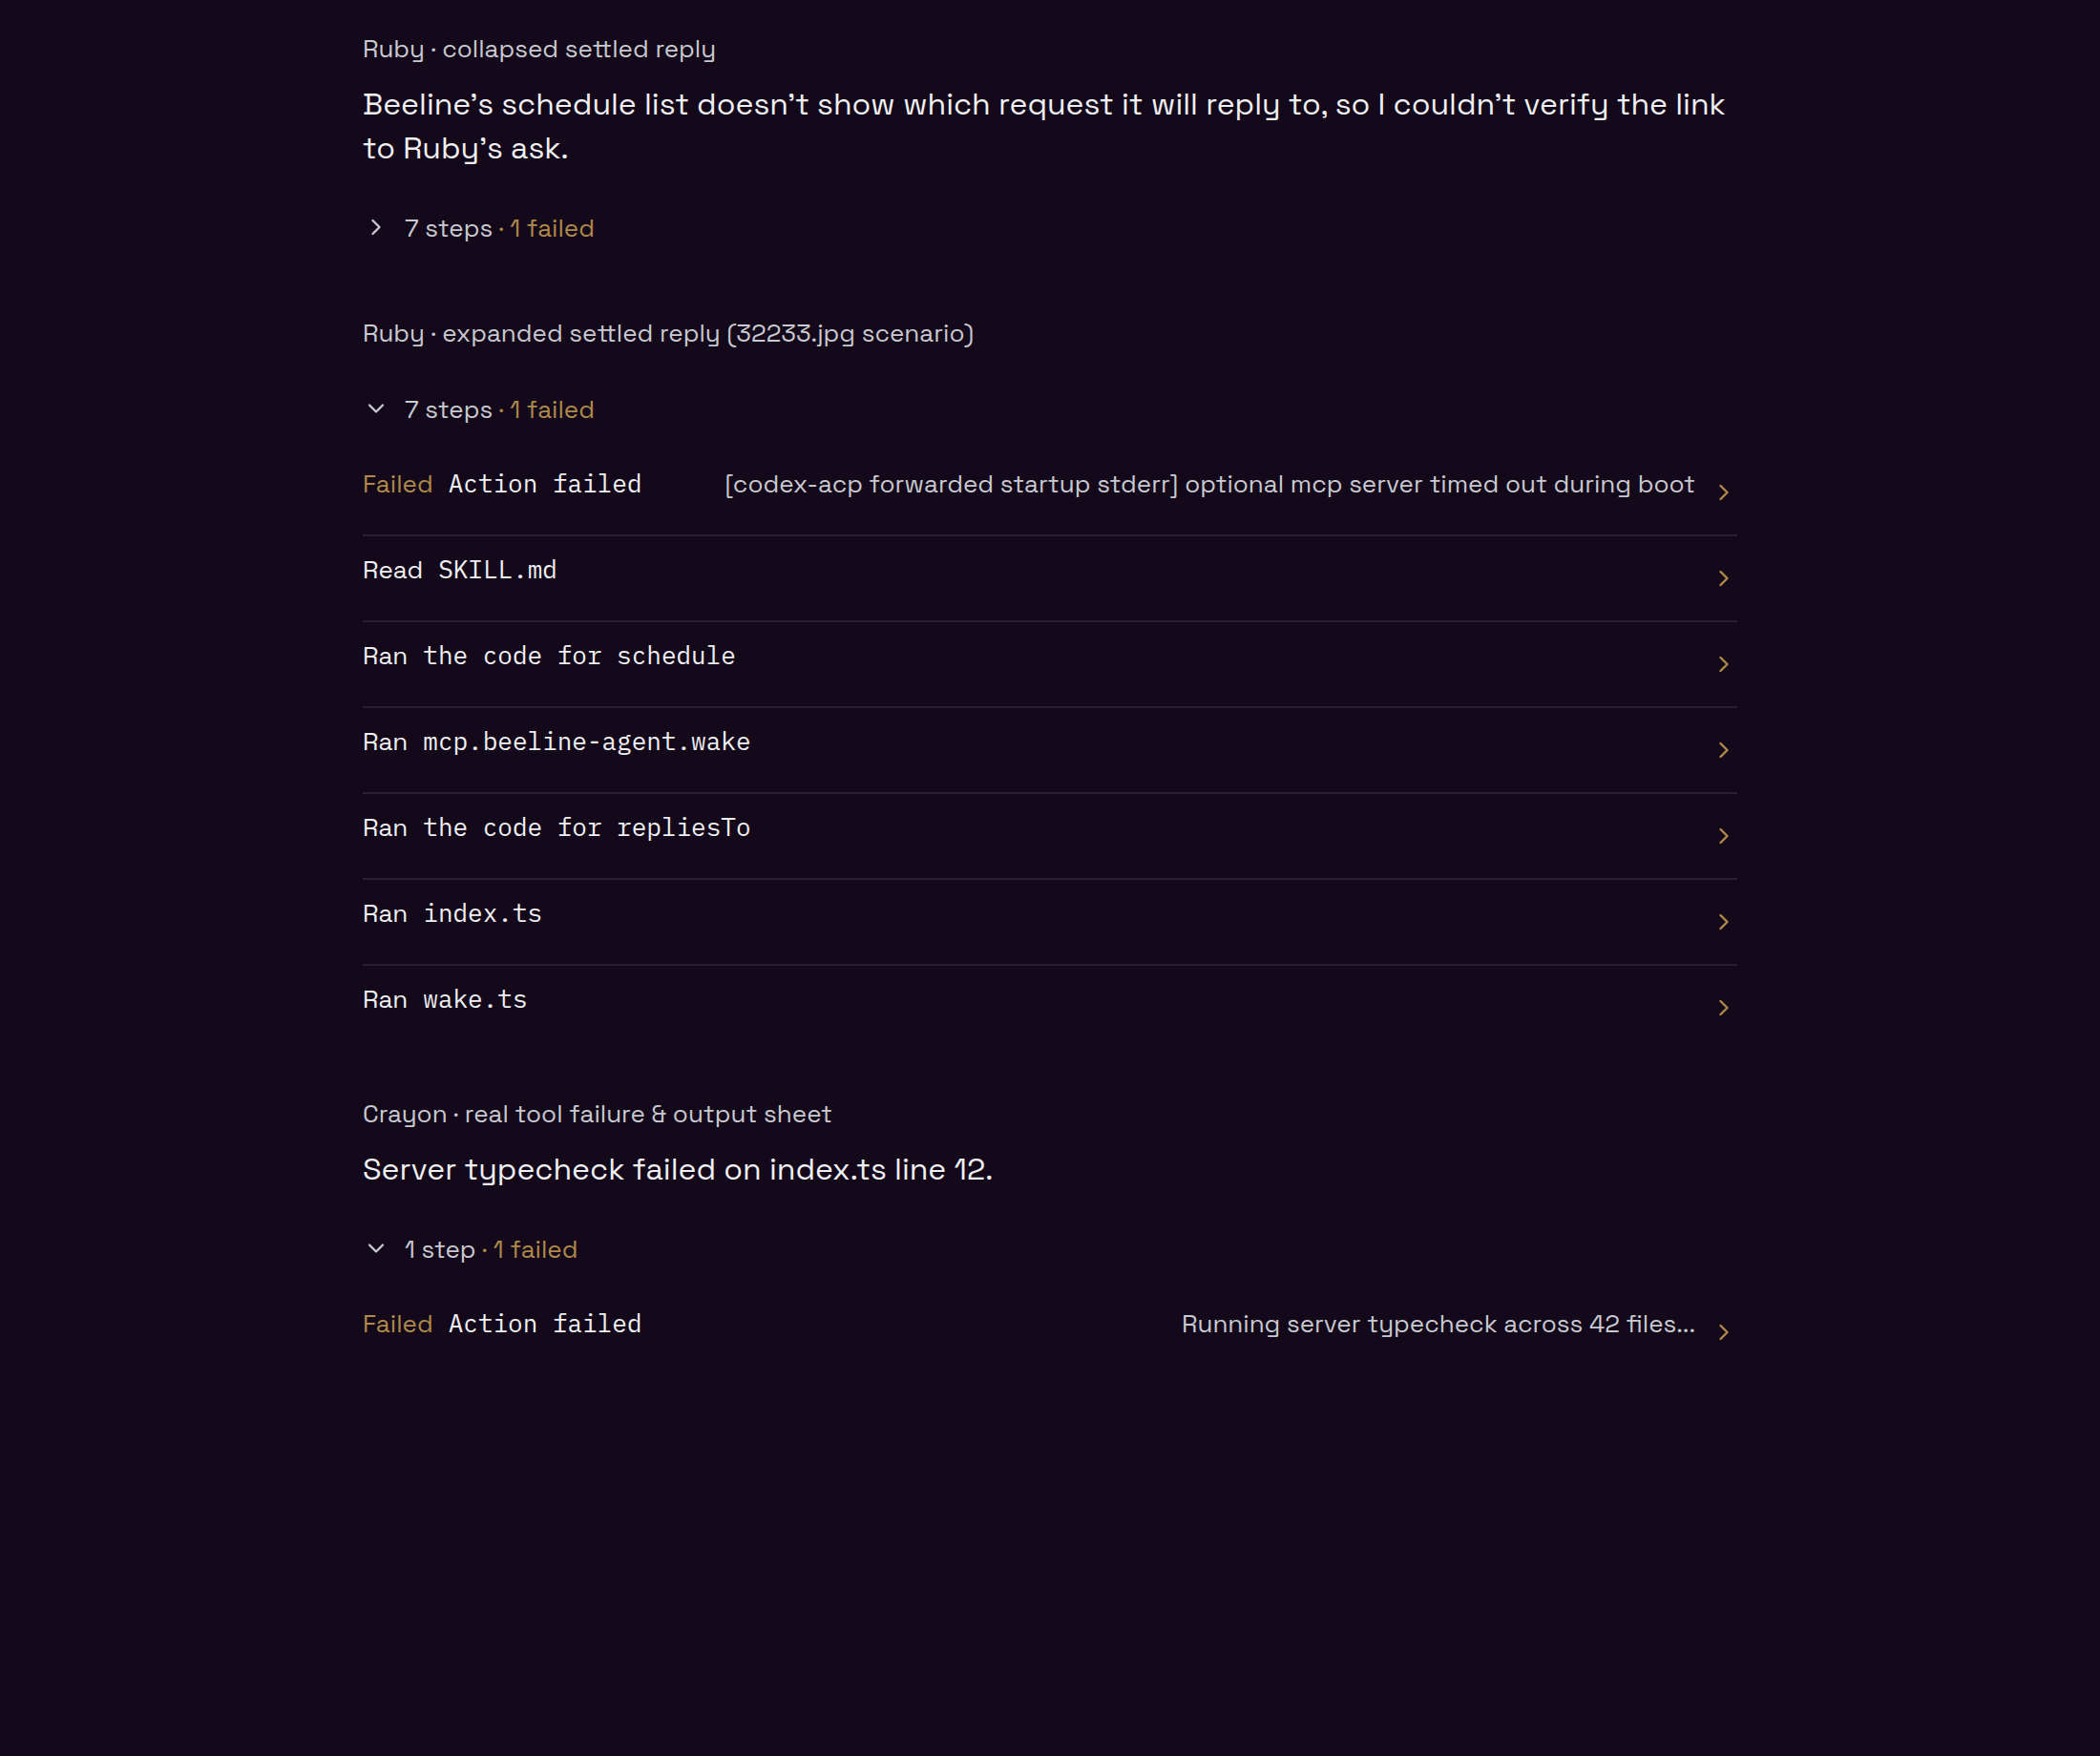 Ruby · collapsed settled reply
Beeline’s schedule list doesn’t show which request it will reply to, so I couldn’t verify the link
to Ruby’s ask.
7 steps · 1 failed
Ruby · expanded settled reply (32233.jpg scenario)
7 steps · 1 failed
Failed Action failed [codex-acp forwarded startup stderr] optional mcp server timed out during boot
Read SKILL.md
Ran the code for schedule
Ran mcp.beeline-agent.wake
Ran the code for repliesTo
Ran index.ts
Ran wake.ts
Crayon · real tool failure & output sheet
Server typecheck failed on index.ts line 12.
1 step · 1 failed
Failed Action failed Running server typecheck across 42 files...